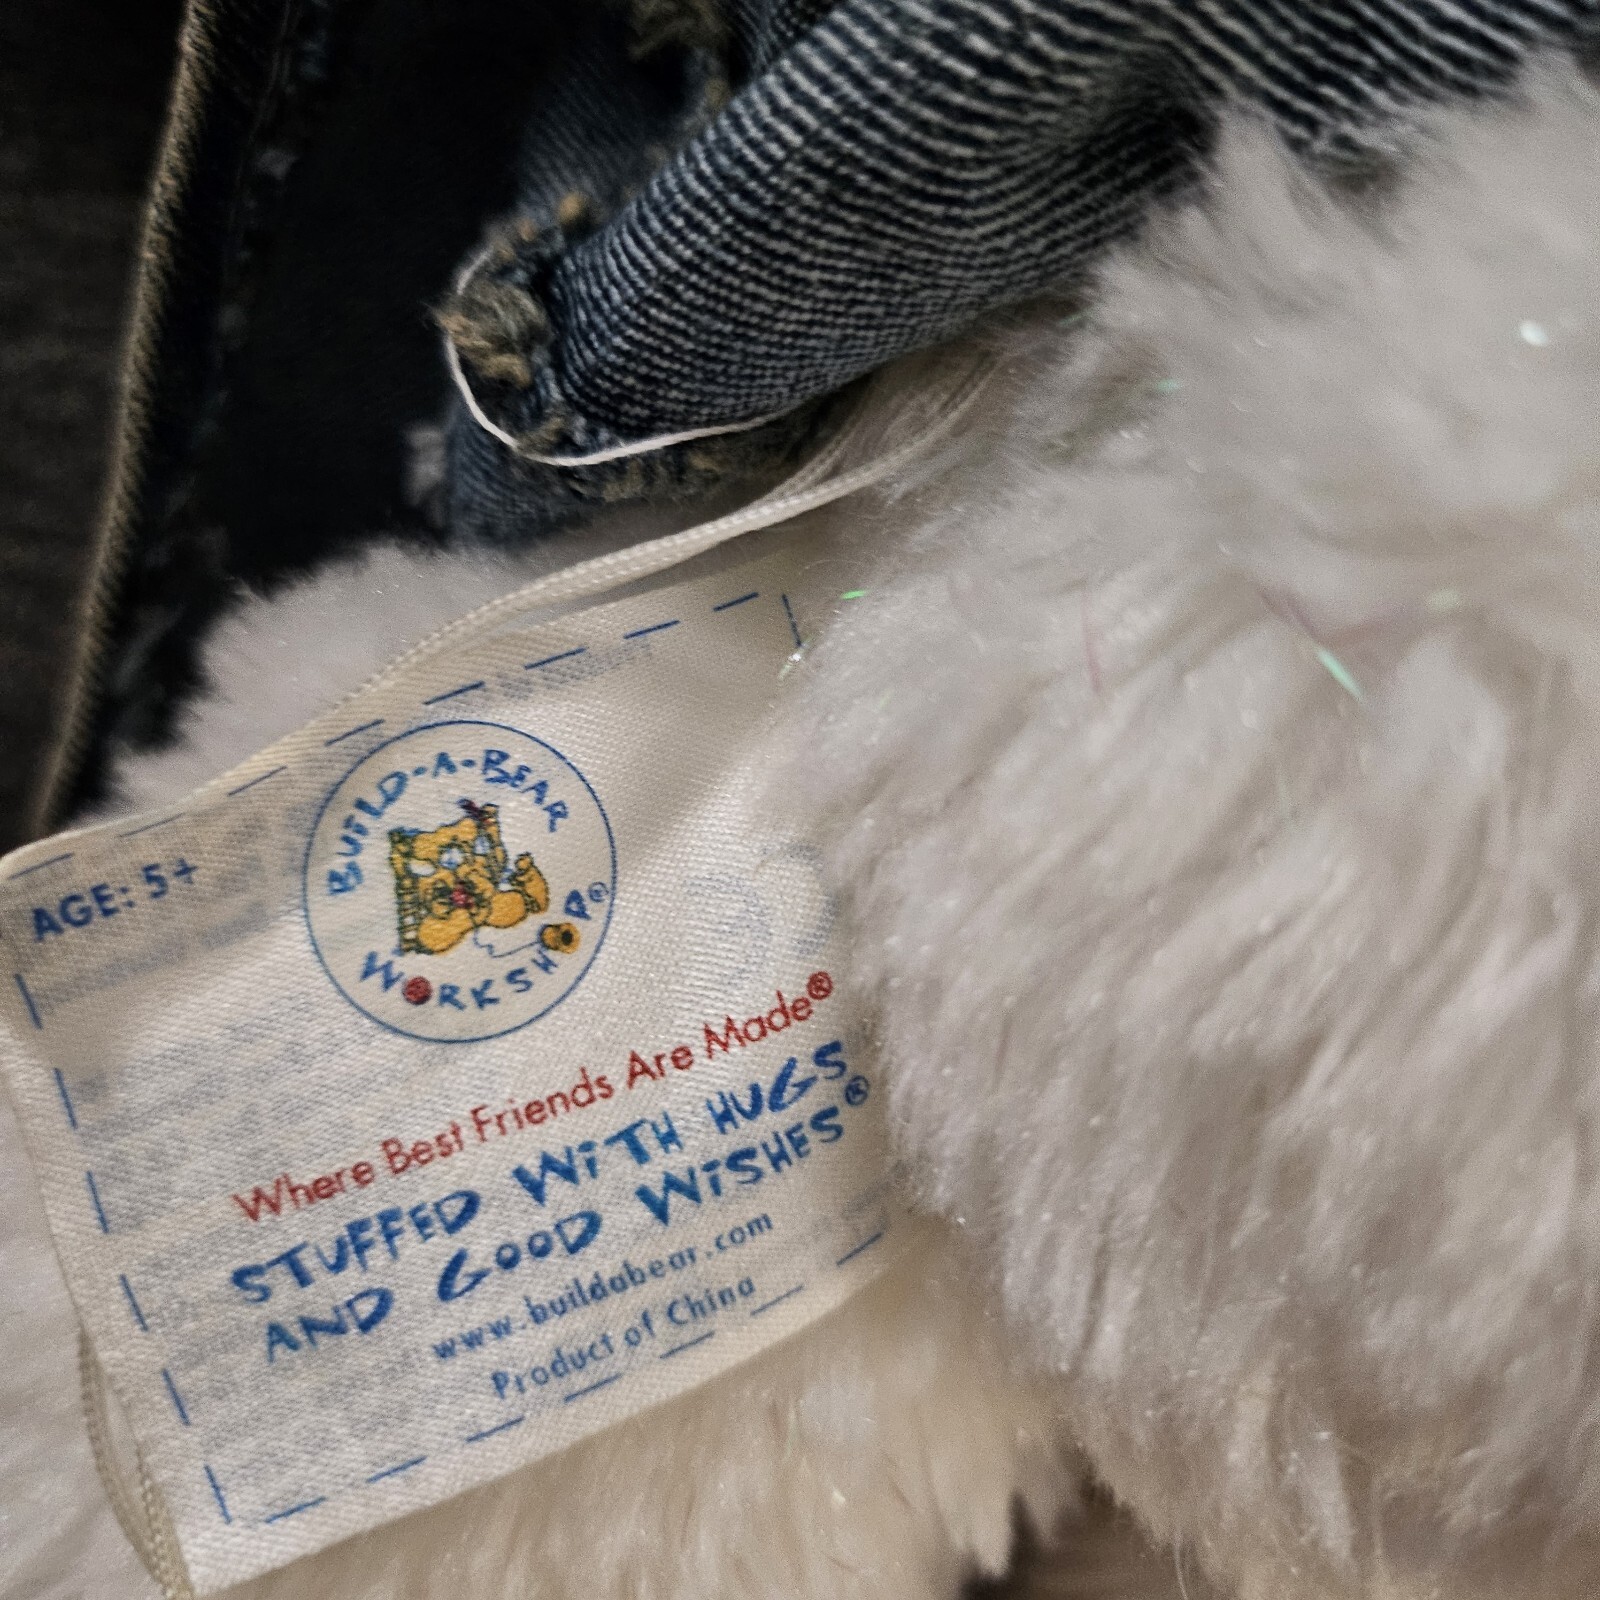 AGE: 5+
BUiLD-A-BEAR
WORKSHOP®
Where Best Friends Are Made®
STUFFED WiTH HUGS
AND GOOD WiSHES®
www.buildabear.com
Product of China